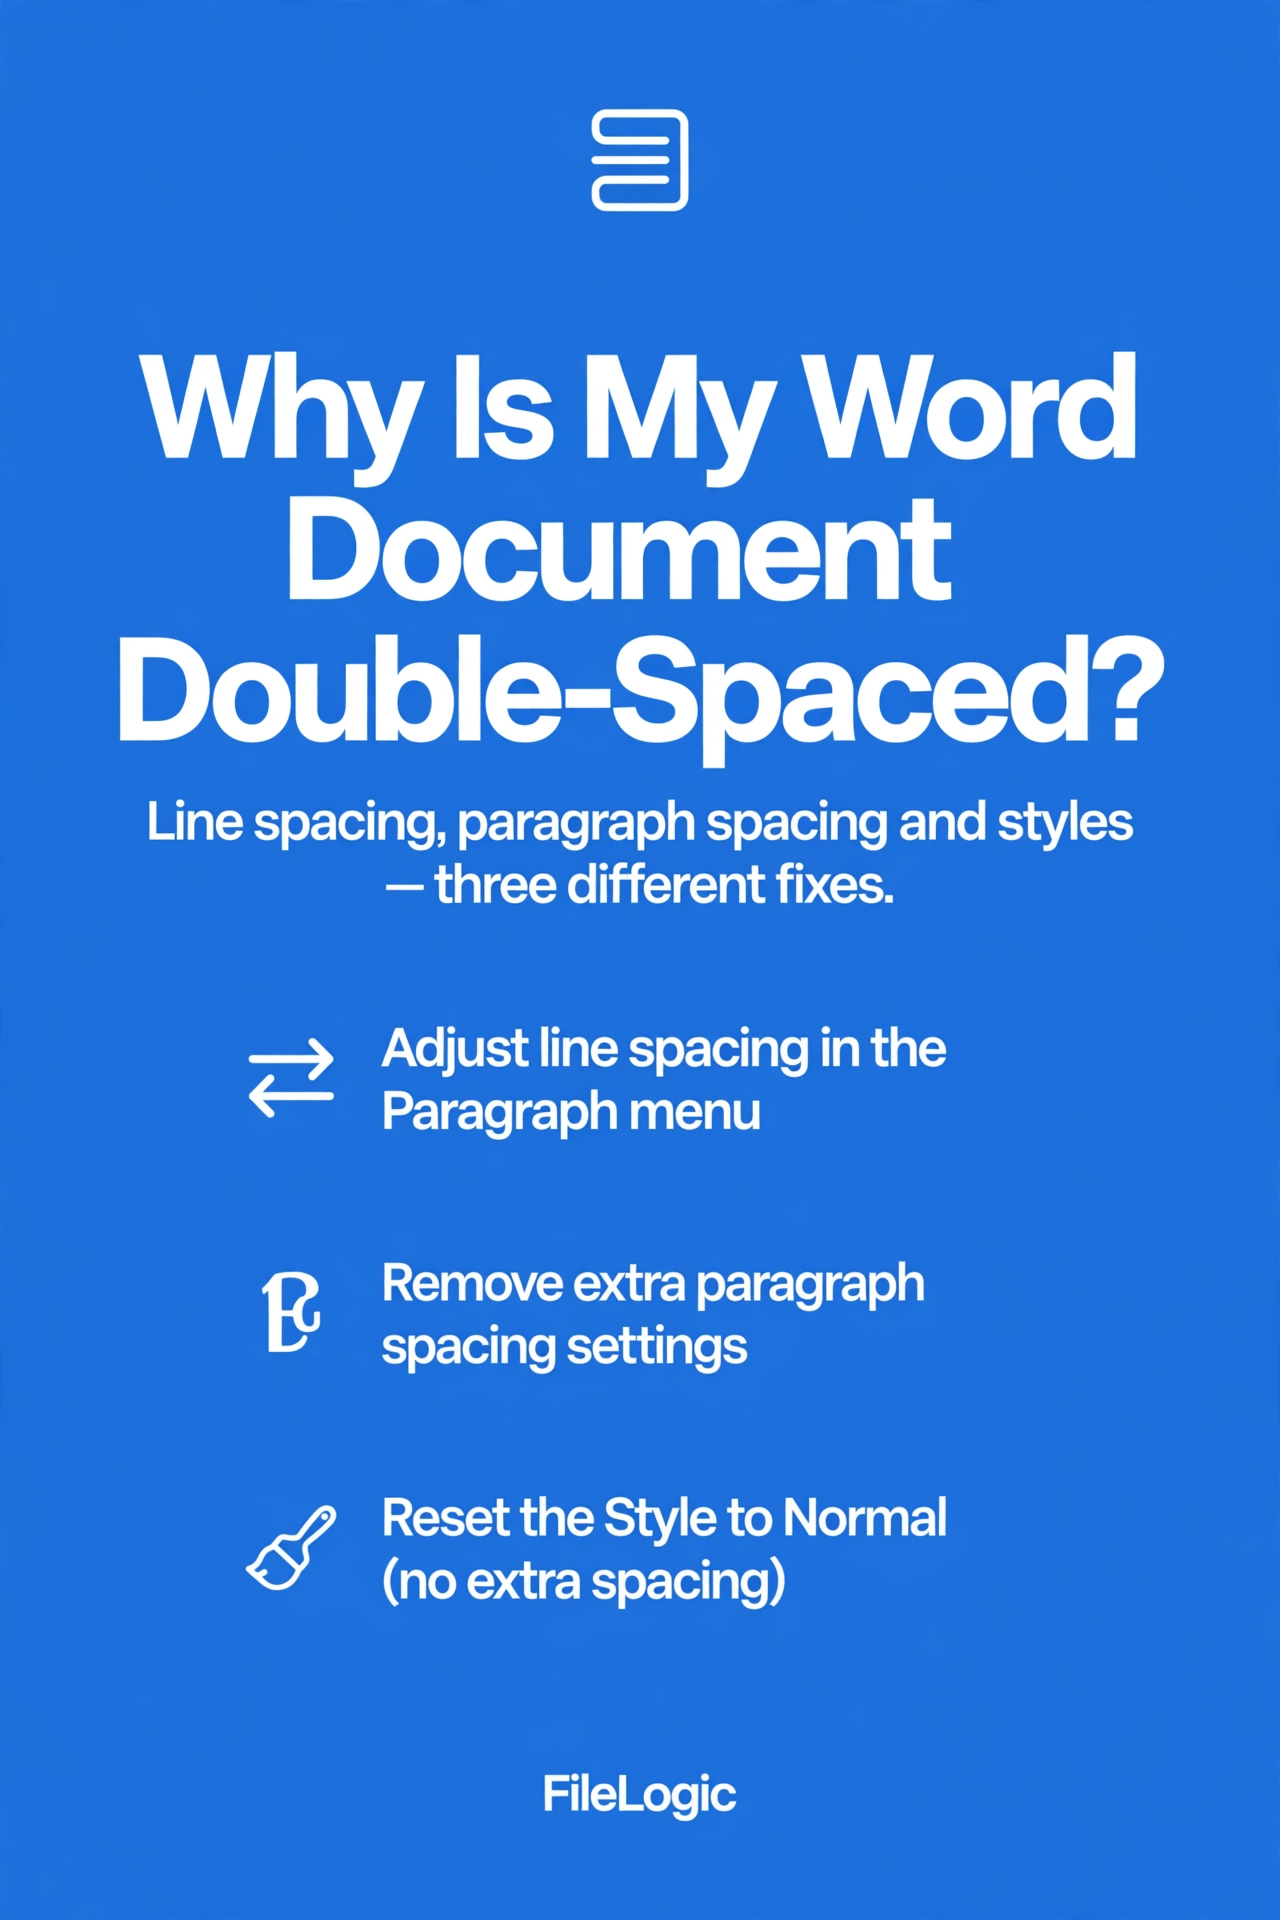 Why Is My Word
Document
Double-Spaced?
Line spacing, paragraph spacing and styles
— three different fixes.
Adjust line spacing in the
Paragraph menu
Remove extra paragraph
spacing settings
Reset the Style to Normal
(no extra spacing)
FileLogic